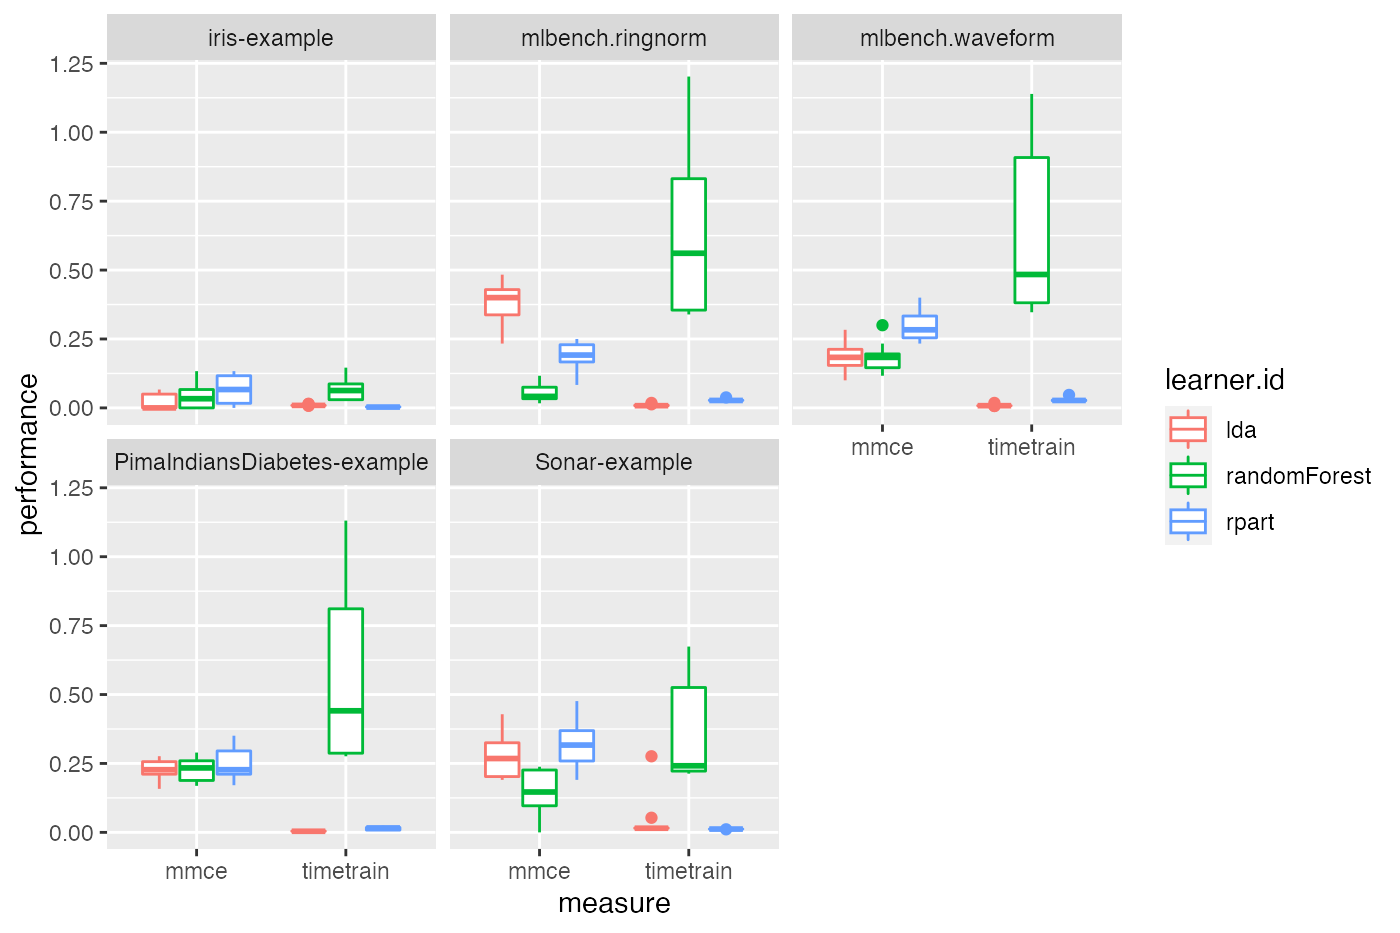 iris-example
mlbench.ringnorm
mlbench.waveform
1.25
1.00
0.75
0.50
0.25
0.00
mmce
timetrain
PimaIndiansDiabetes-example
Sonar-example
1.25
1.00
0.75
0.50
0.25
0.00
mmce
timetrain
mmce
timetrain
measure
performance
learner.id
lda
randomForest
rpart